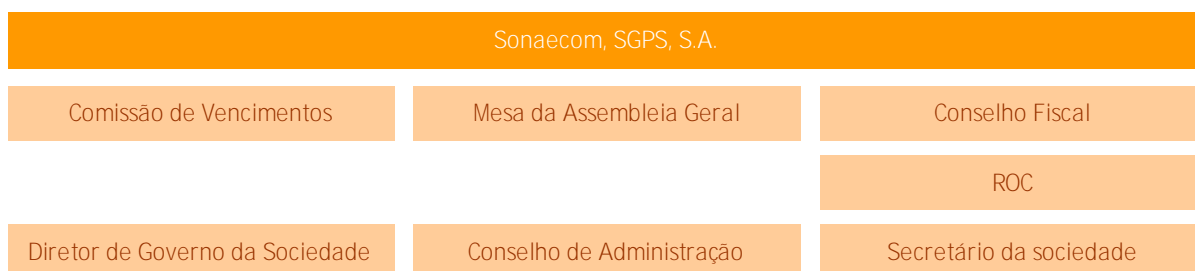 Sonaecom, SGPS, S.A.
Comissão de Vencimentos
Mesa da Assembleia Geral
Conselho Fiscal
ROC
Diretor de Governo da Sociedade
Conselho de Administração
Secretário da sociedade